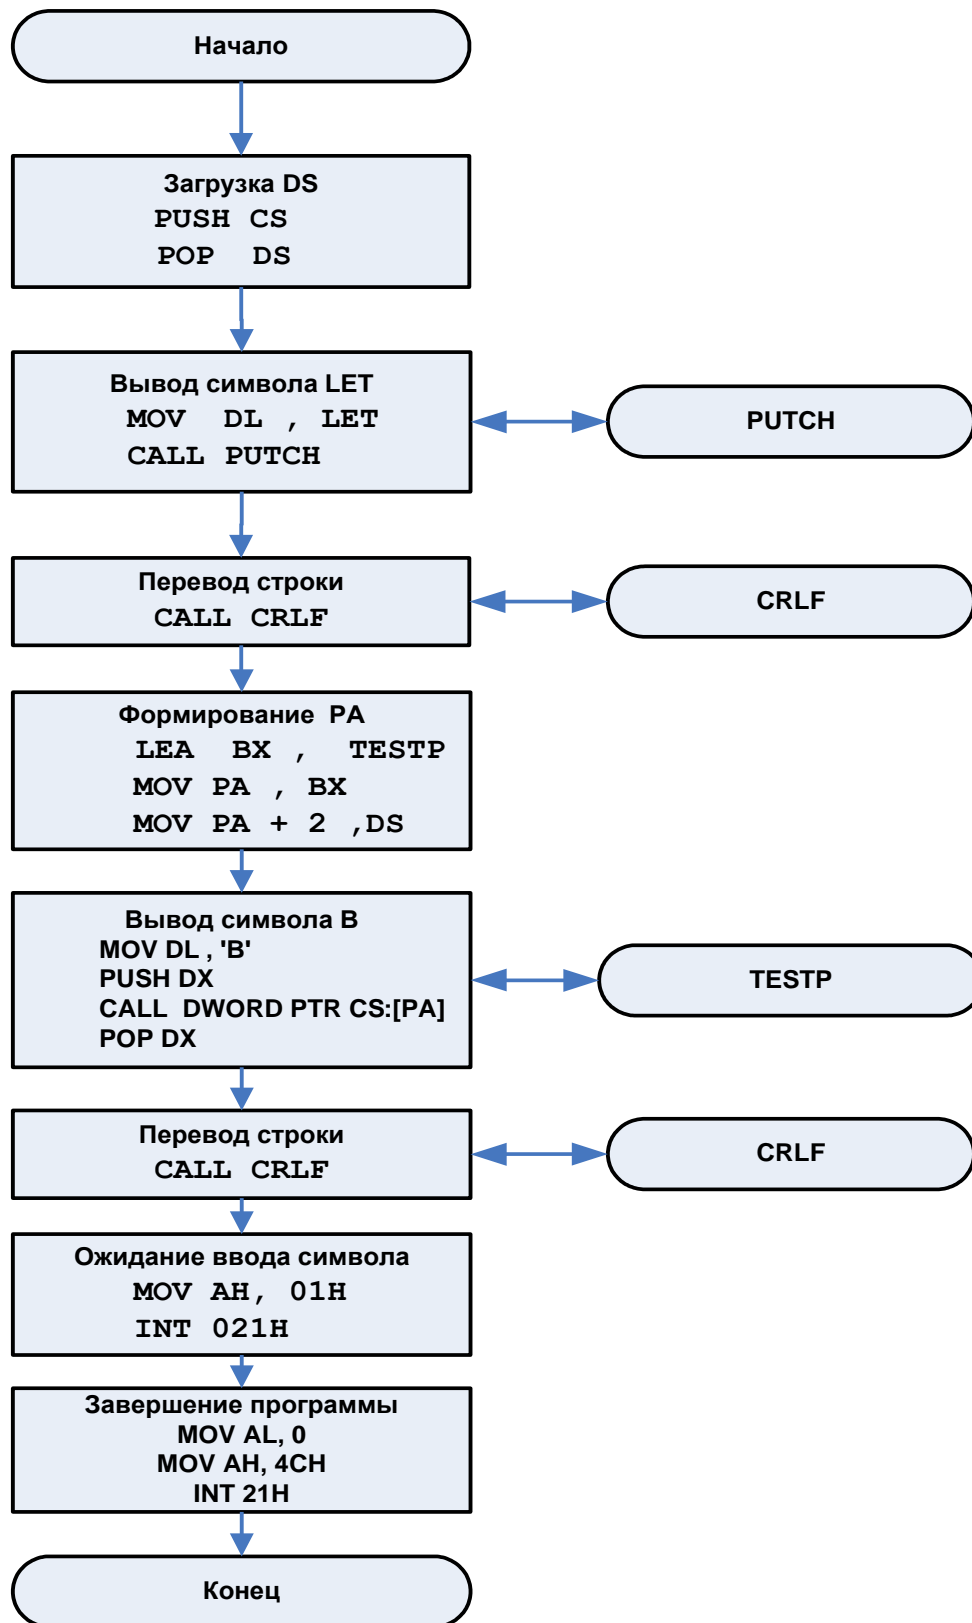 Начало
Загрузка DS
PUSH CS
POP DS
Вывод символа LET
MOV DL , LET
CALL PUTCH
PUTCH
Перевод строки
CALL CRLF
CRLF
Формирование PA
LEA BX , TESTP
MOV PA , BX
MOV PA + 2 ,DS
Вывод символа B
MOV DL , 'B'
PUSH DX
CALL DWORD PTR CS:[PA]
POP DX
TESTP
Перевод строки
CALL CRLF
CRLF
Ожидание ввода символа
MOV AH, 01H
INT 021H
Завершение программы
MOV AL, 0
MOV AH, 4CH
INT 21H
Конец